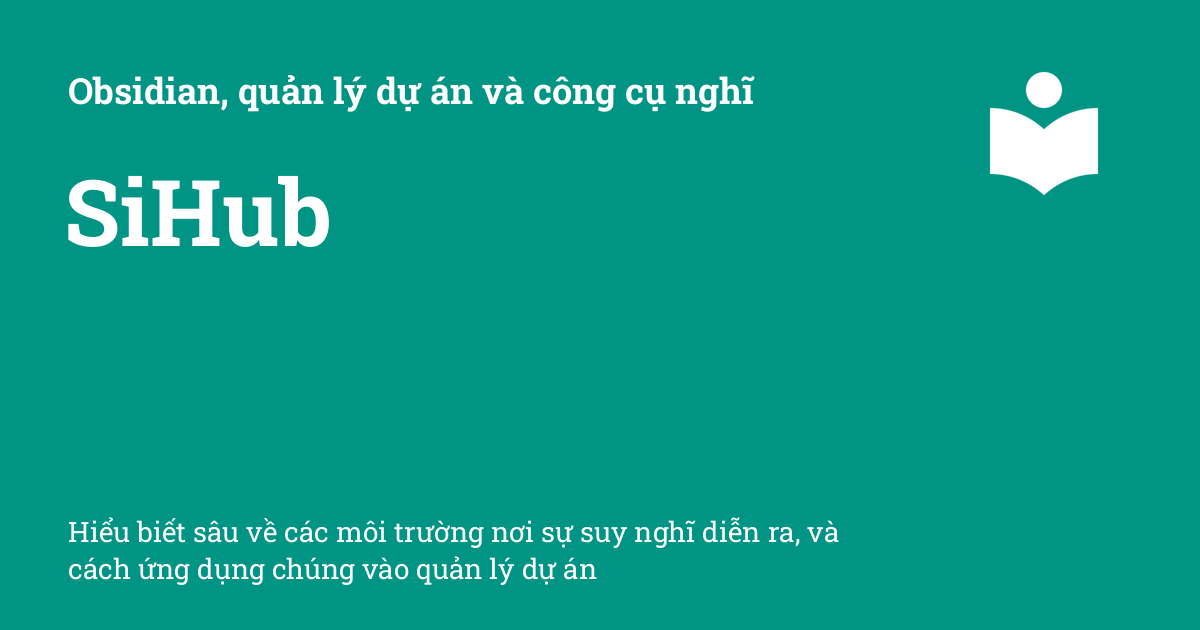 Obsidian, quản lý dự án và công cụ nghĩ
SiHub
Hiểu biết sâu về các môi trường nơi sự suy nghĩ diễn ra, và
cách ứng dụng chúng vào quản lý dự án